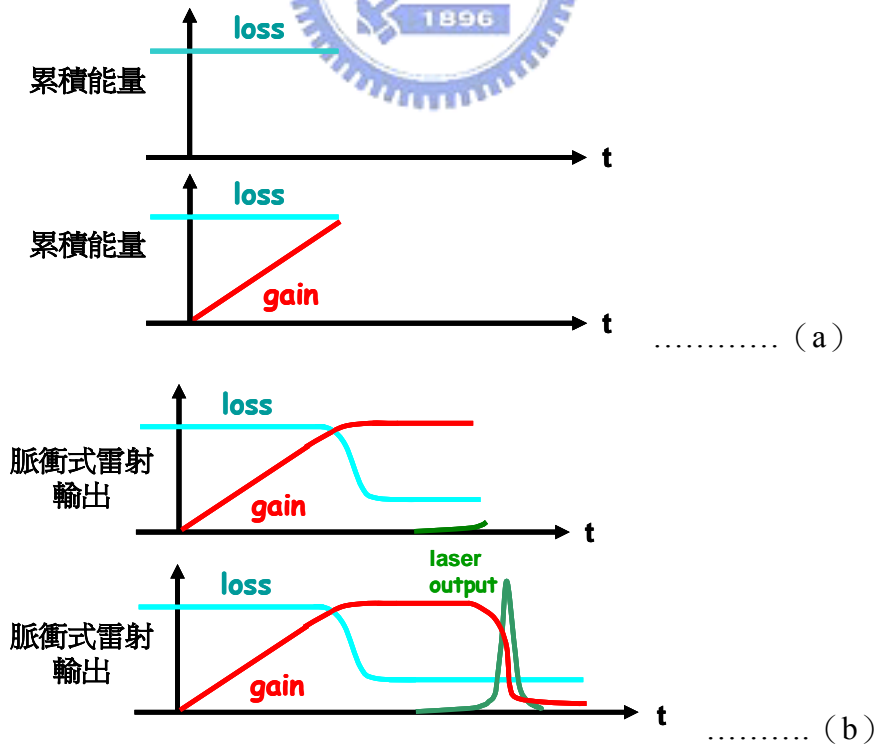 1896
loss
累積能量
t
loss
累積能量
gain
t
............（a）
loss
脈衝式雷射
輸出
gain
t
laser
output
loss
脈衝式雷射
輸出
gain
t
..........（b）